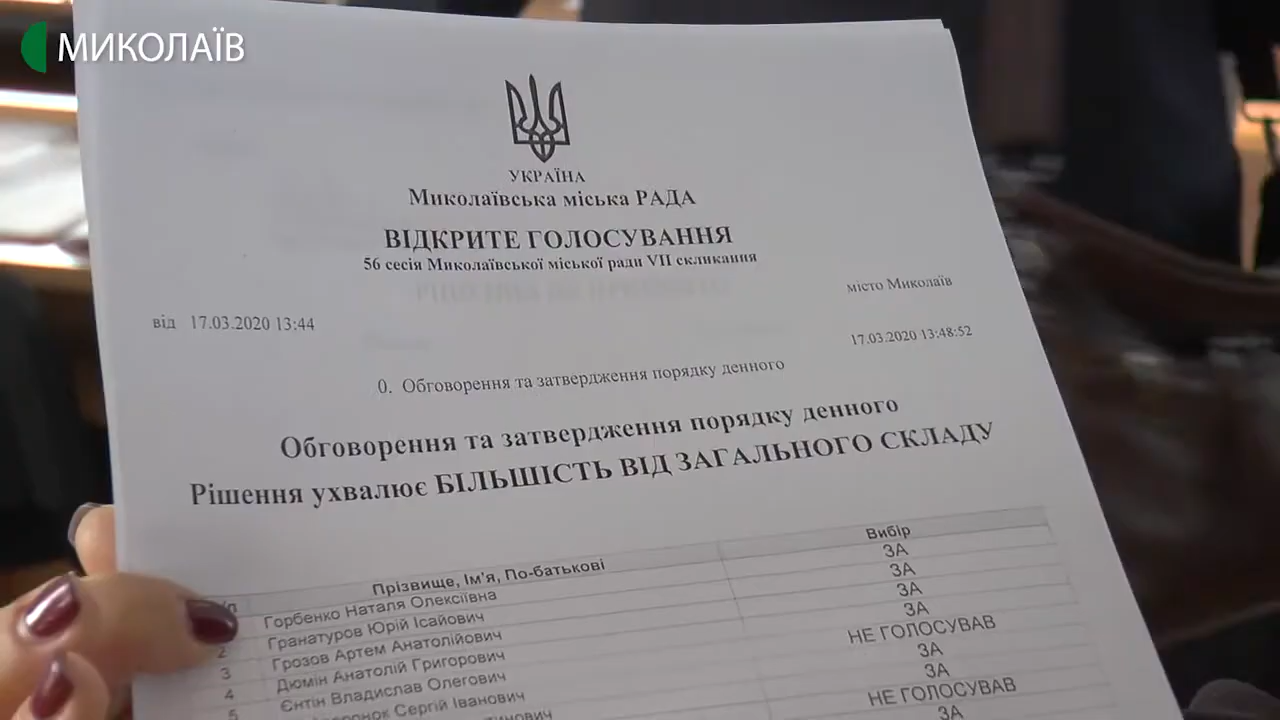 МИКОЛАЇВ
УКРАЇНА
Миколаївська міська РАДА
ВІДКРИТЕ ГОЛОСУВАННЯ
56 сесія Миколаївської міської ради VII скликання
місто Миколаїв
від 17.03.2020 13:44
17.03.2020 13:48:52
0. Обговорення та затвердження порядку денного
Обговорення та затвердження порядку денного
Рішення ухвалює БІЛЬШІСТЬ ВІД ЗАГАЛЬНОГО СКЛАДУ
Прізвище, Ім'я, По-батькові Вибір
Горбенко Наталя Олексіївна ЗА
2 Гранатуров Юрій Ісайович ЗА
3 Грозов Артем Анатолійович ЗА
4 Дюмін Анатолій Григорович ЗА
5 Єнтін Владислав Олегович НЕ ГОЛОСУВАВ
Сергій Іванович ЗА
ЗА
НЕ ГОЛОСУВАВ
ЗА